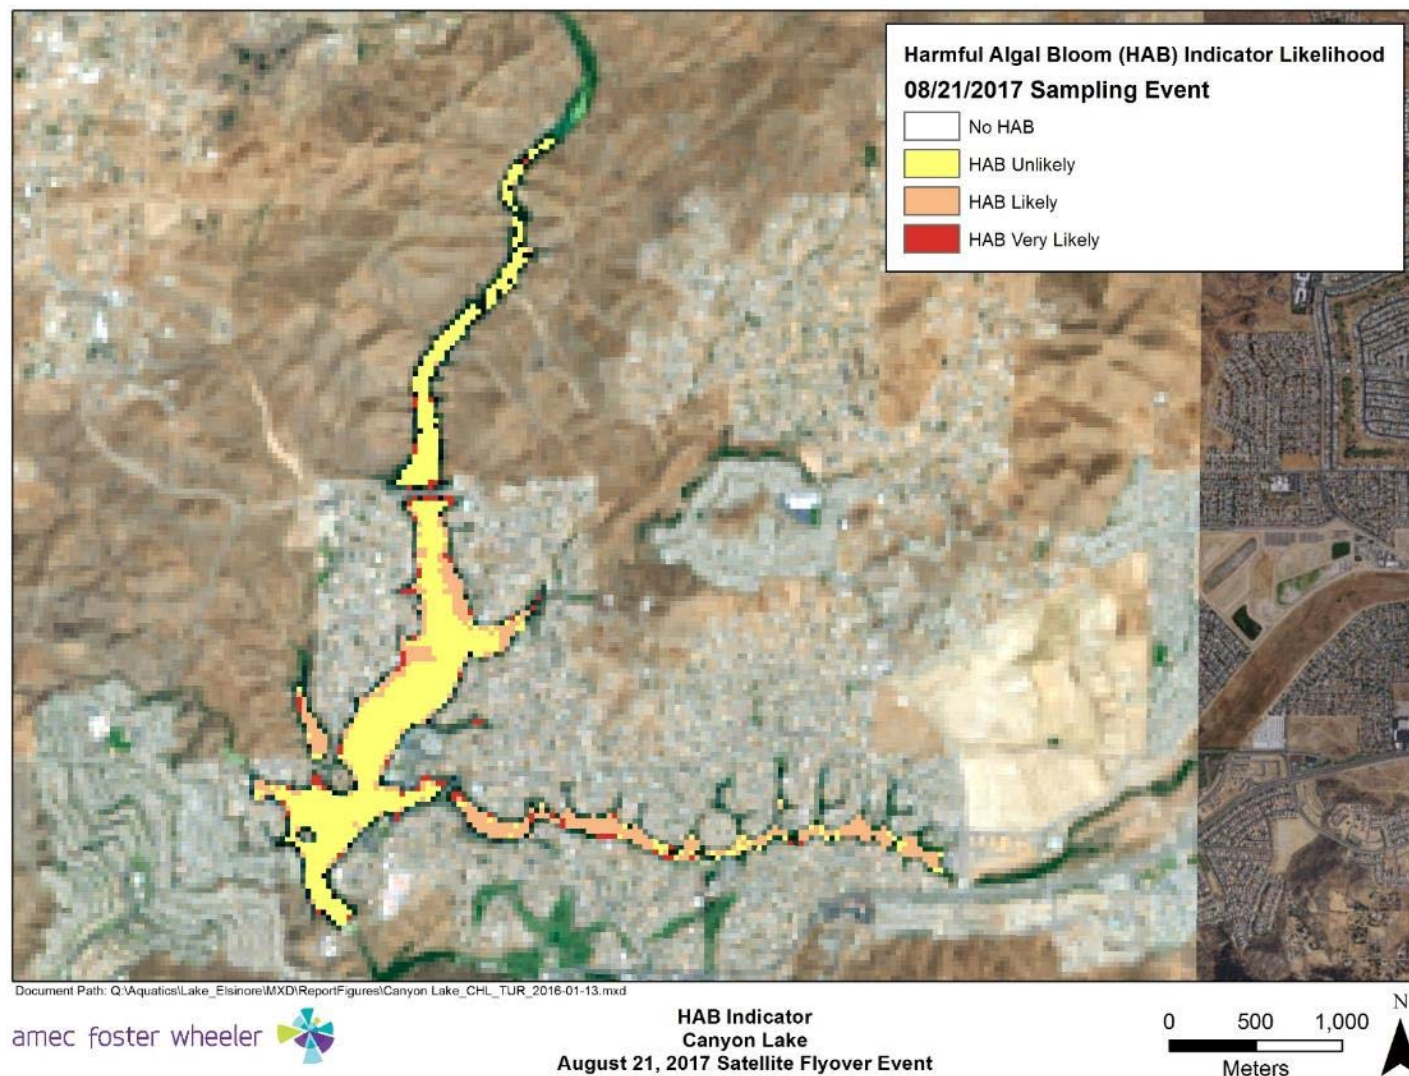 Harmful Algal Bloom (HAB) Indicator Likelihood
08/21/2017 Sampling Event
No HAB
HAB Unlikely
HAB Likely
HAB Very Likely
Document Path: Q:\Aquatics\Lake_Elsinore\MXD\ReportFigures\Canyon Lake_CHL_TUR_2016-01-13.mxd
amec foster wheeler
HAB Indicator
Canyon Lake
August 21, 2017 Satellite Flyover Event
0 500 1,000
Meters
N